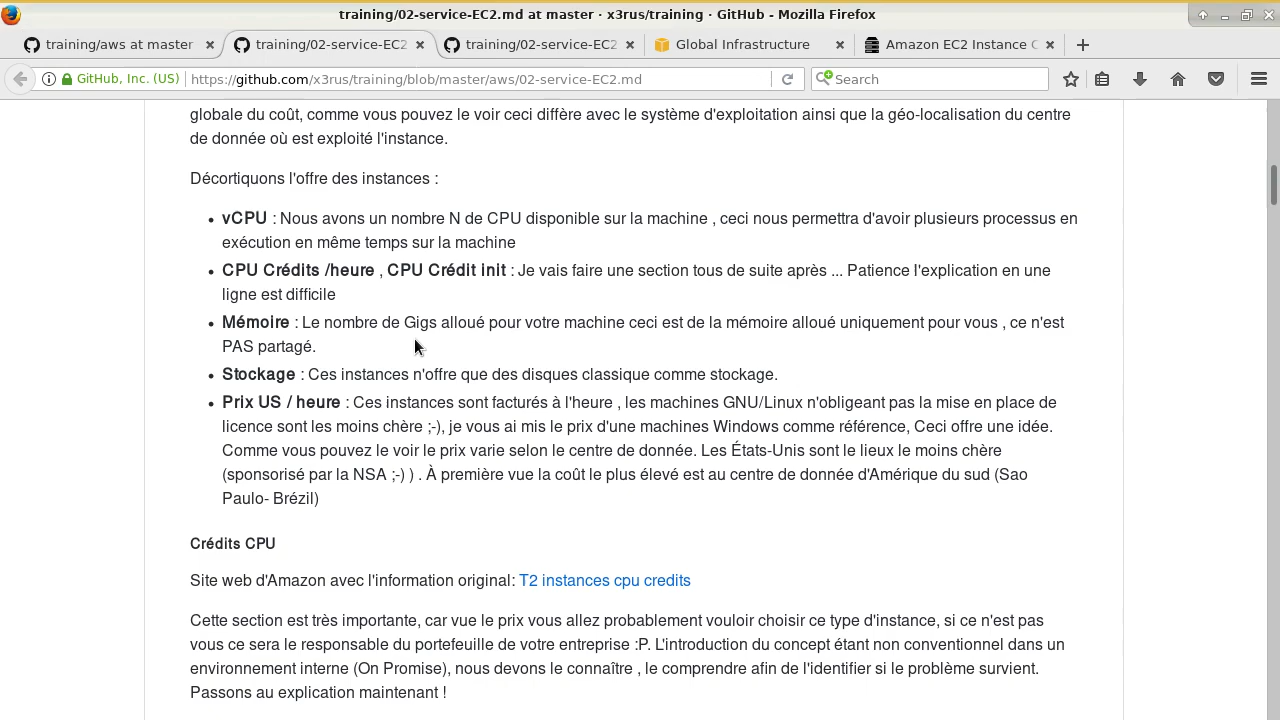 training/02-service-EC2.md at master · x3rus/training · GitHub - Mozilla Firefox
training/aws at master
training/02-service-EC2
training/02-service-EC2
Global Infrastructure
Amazon EC2 Instance C
GitHub, Inc. (US)
https://github.com/x3rus/training/blob/master/aws/02-service-EC2.md
Search
globale du coût, comme vous pouvez le voir ceci diffère avec le système d'exploitation ainsi que la géo-localisation du centre
de donnée où est exploité l'instance.
Décortiquons l'offre des instances :
• vCPU : Nous avons un nombre N de CPU disponible sur la machine , ceci nous permettra d'avoir plusieurs processus en
exécution en même temps sur la machine
• CPU Crédits /heure , CPU Crédit init : Je vais faire une section tous de suite après ... Patience l'explication en une
ligne est difficile
• Mémoire : Le nombre de Gigs alloué pour votre machine ceci est de la mémoire alloué uniquement pour vous , ce n'est
PAS partagé.
• Stockage : Ces instances n'offre que des disques classique comme stockage.
• Prix US / heure : Ces instances sont facturés à l'heure , les machines GNU/Linux n'obligeant pas la mise en place de
licence sont les moins chère ;-), je vous ai mis le prix d'une machines Windows comme référence, Ceci offre une idée.
Comme vous pouvez le voir le prix varie selon le centre de donnée. Les États-Unis sont le lieux le moins chère
(sponsorisé par la NSA ;-) ) . À première vue la coût le plus élevé est au centre de donnée d'Amérique du sud (Sao
Paulo- Brézil)
Crédits CPU
Site web d'Amazon avec l'information original: T2 instances cpu credits
Cette section est très importante, car vue le prix vous allez probablement vouloir choisir ce type d'instance, si ce n'est pas
vous ce sera le responsable du portefeuille de votre entreprise :P. L'introduction du concept étant non conventionnel dans un
environnement interne (On Promise), nous devons le connaître , le comprendre afin de l'identifier si le problème survient.
Passons au explication maintenant !